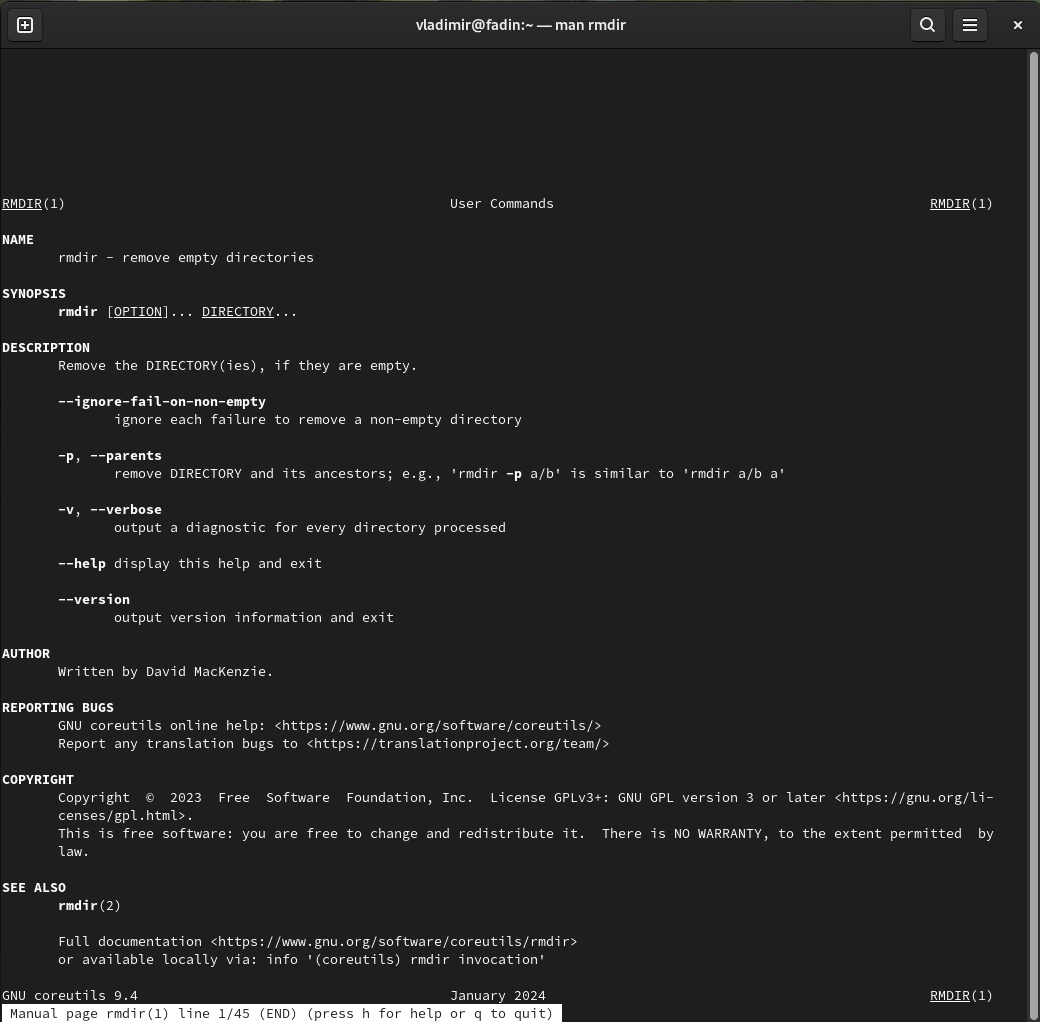 vladimir@fadin:~ — man rmdir
RMDIR(1) User Commands RMDIR(1)
NAME
rmdir - remove empty directories
SYNOPSIS
rmdir [OPTION]... DIRECTORY...
DESCRIPTION
Remove the DIRECTORY(ies), if they are empty.
--ignore-fail-on-non-empty
ignore each failure to remove a non-empty directory
-p, --parents
remove DIRECTORY and its ancestors; e.g., 'rmdir -p a/b' is similar to 'rmdir a/b a'
-v, --verbose
output a diagnostic for every directory processed
--help display this help and exit
--version
output version information and exit
AUTHOR
Written by David MacKenzie.
REPORTING BUGS
GNU coreutils online help: <https://www.gnu.org/software/coreutils/>
Report any translation bugs to <https://translationproject.org/team/>
COPYRIGHT
Copyright © 2023 Free Software Foundation, Inc. License GPLv3+: GNU GPL version 3 or later <https://gnu.org/li-
censes/gpl.html>.
This is free software: you are free to change and redistribute it. There is NO WARRANTY, to the extent permitted by
law.
SEE ALSO
rmdir(2)
Full documentation <https://www.gnu.org/software/coreutils/rmdir>
or available locally via: info '(coreutils) rmdir invocation'
GNU coreutils 9.4 January 2024 RMDIR(1)
Manual page rmdir(1) line 1/45 (END) (press h for help or q to quit)